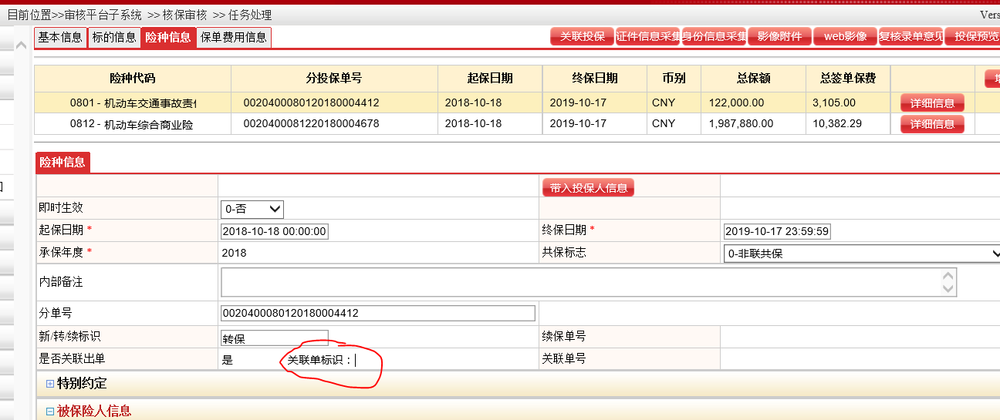 目前位置>>审核平台子系统 >> 核保审核 >> 任务处理 Vers
基本信息 标的信息 险种信息 保单费用信息 关联投保 证件信息采集 身份信息采集 影像附件 web影像 复核录单意见 投保预览
险种代码 分投保单号 起保日期 终保日期 币别 总保额 总签单保费
0801 - 机动车交通事故责 0020400080120180004412 2018-10-18 2019-10-17 CNY 122,000.00 3,105.00 详细信息
0812 - 机动车综合商业险 0020400081220180004678 2018-10-18 2019-10-17 CNY 1,987,880.00 10,382.29 详细信息
险种信息
带入投保人信息
即时生效 0-否
起保日期 * 2018-10-18 00:00:00 终保日期 * 2019-10-17 23:59:59
承保年度 * 2018 共保标志 0-非联共保
内部备注
分单号 0020400080120180004412
新/转/续标识 转保 续保单号
是否关联出单 是 关联单标识： 关联单号
特别约定
被保险人信息